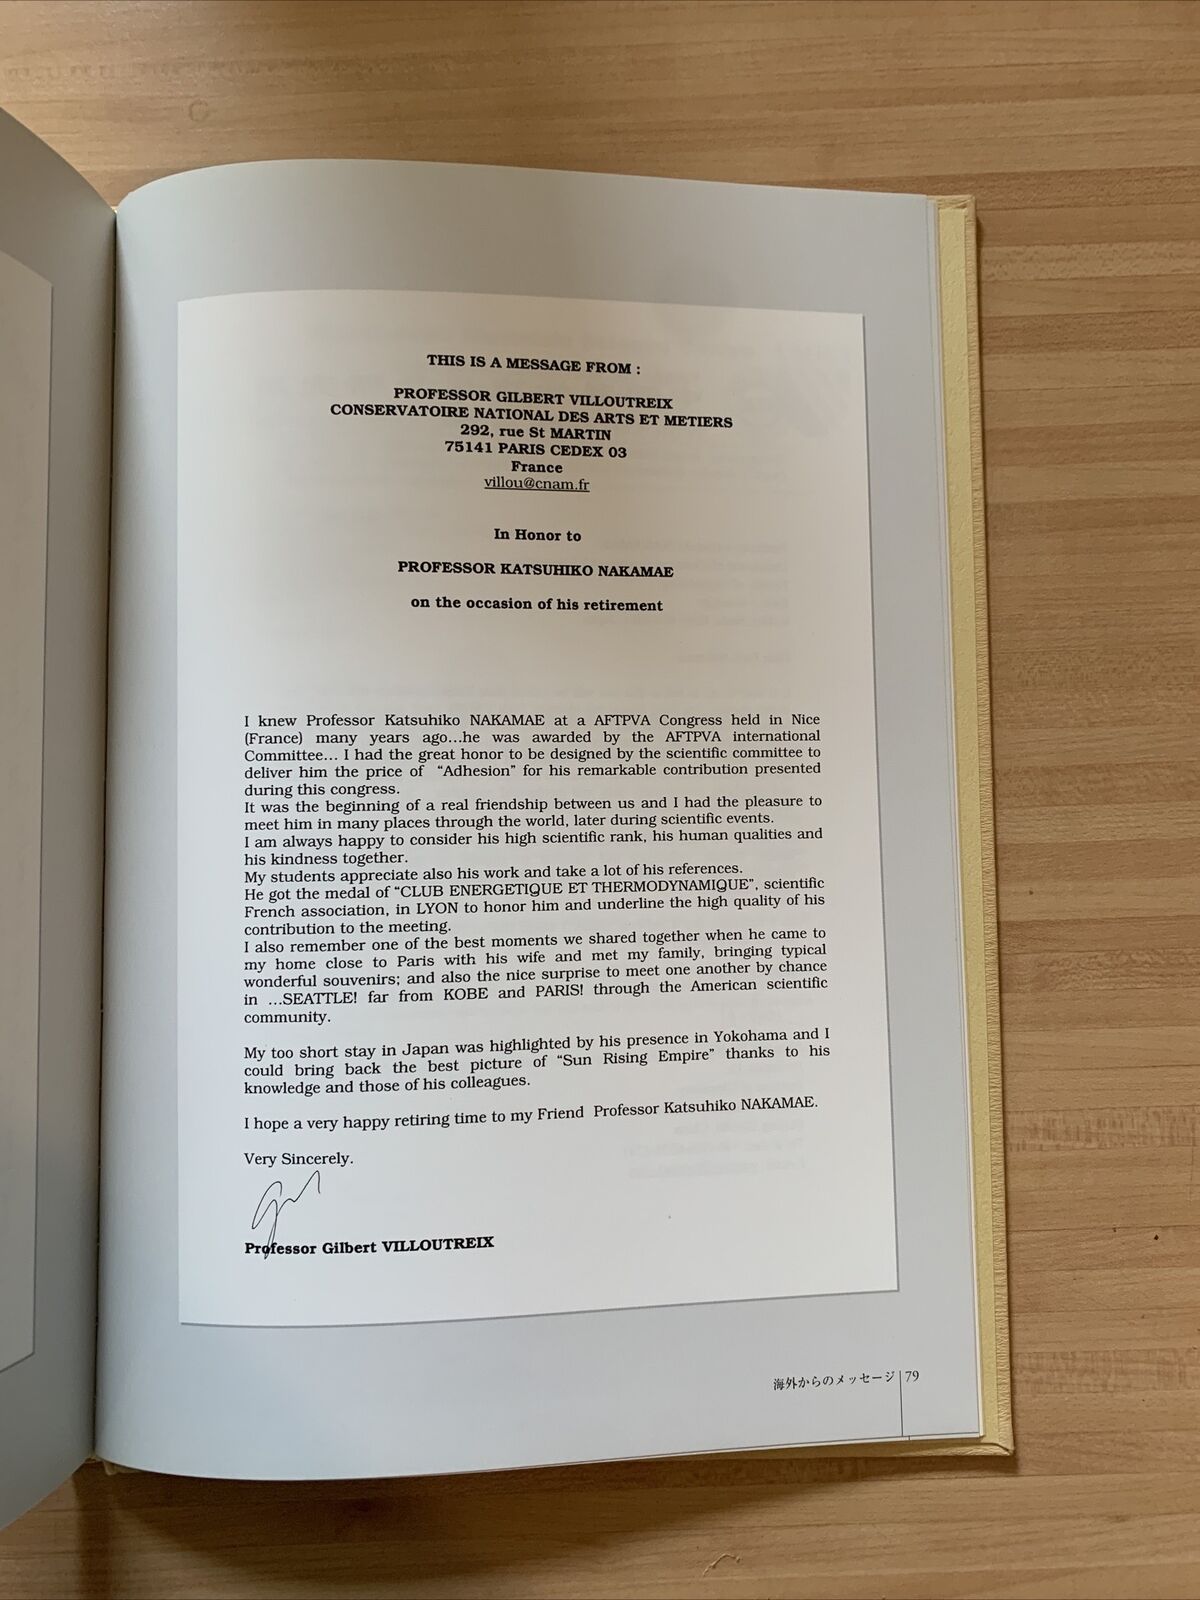 THIS IS A MESSAGE FROM :
PROFESSOR GILBERT VILLOUTREIX
CONSERVATOIRE NATIONAL DES ARTS ET METIERS
292, rue St MARTIN
75141 PARIS CEDEX 03
France
villou@cnam.fr
In Honor to
PROFESSOR KATSUHIKO NAKAMAE
on the occasion of his retirement
I knew Professor Katsuhiko NAKAMAE at a AFTPVA Congress held in Nice
(France) many years ago...he was awarded by the AFTPVA international
Committee... I had the great honor to be designed by the scientific committee to
deliver him the price of “Adhesion” for his remarkable contribution presented
during this congress.
It was the beginning of a real friendship between us and I had the pleasure to
meet him in many places through the world, later during scientific events.
I am always happy to consider his high scientific rank, his human qualities and
his kindness together.
My students appreciate also his work and take a lot of his references.
He got the medal of “CLUB ENERGETIQUE ET THERMODYNAMIQUE”, scientific
French association, in LYON to honor him and underline the high quality of his
contribution to the meeting.
I also remember one of the best moments we shared together when he came to
my home close to Paris with his wife and met my family, bringing typical
wonderful souvenirs; and also the nice surprise to meet one another by chance
in ...SEATTLE! far from KOBE and PARIS! through the American scientific
community.
My too short stay in Japan was highlighted by his presence in Yokohama and I
could bring back the best picture of “Sun Rising Empire” thanks to his
knowledge and those of his colleagues.
I hope a very happy retiring time to my Friend Professor Katsuhiko NAKAMAE.
Very Sincerely.
Professor Gilbert VILLOUTREIX
海外からのメッセージ 79